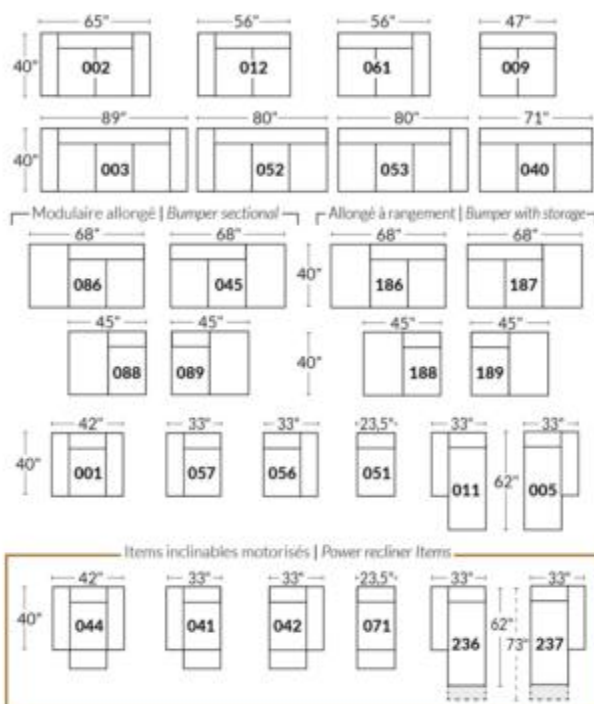 65" 56" 56" 47"
40" 002 012 061 009
89" 80" 80" 71"
40" 003 052 053 040
Modulaire allongé | Bumper sectional Allongé à rangement | Bumper with storage
68" 68" 68" 68"
086 045 40" 186 187
45" 45" 45" 45"
088 089 40" 188 189
42" 33" 33" 23,5" 33" 33"
40" 001 057 056 051 011 62" 005
Items inclinables motorisés | Power recliner Items
42" 33" 33" 23,5" 33" 33"
40" 044 041 042 071 236 62" 73" 237